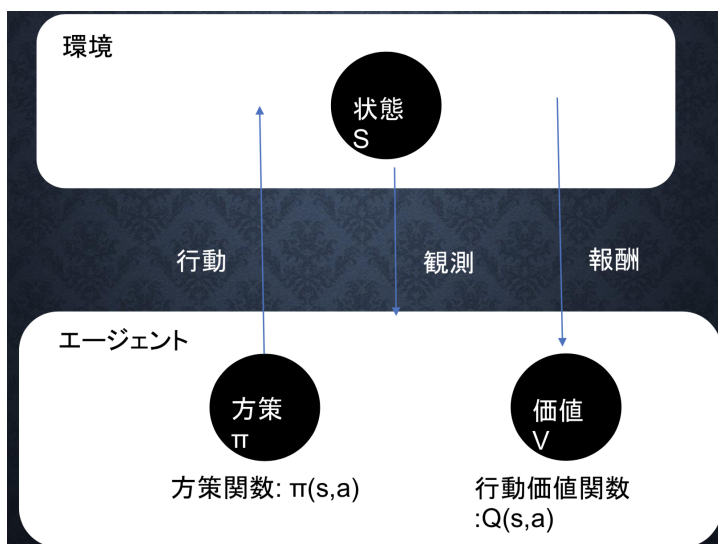 環境
状態
S
行動
観測
報酬
エージェント
方策
π
価値
V
方策関数: π(s,a)
行動価値関数
:Q(s,a)